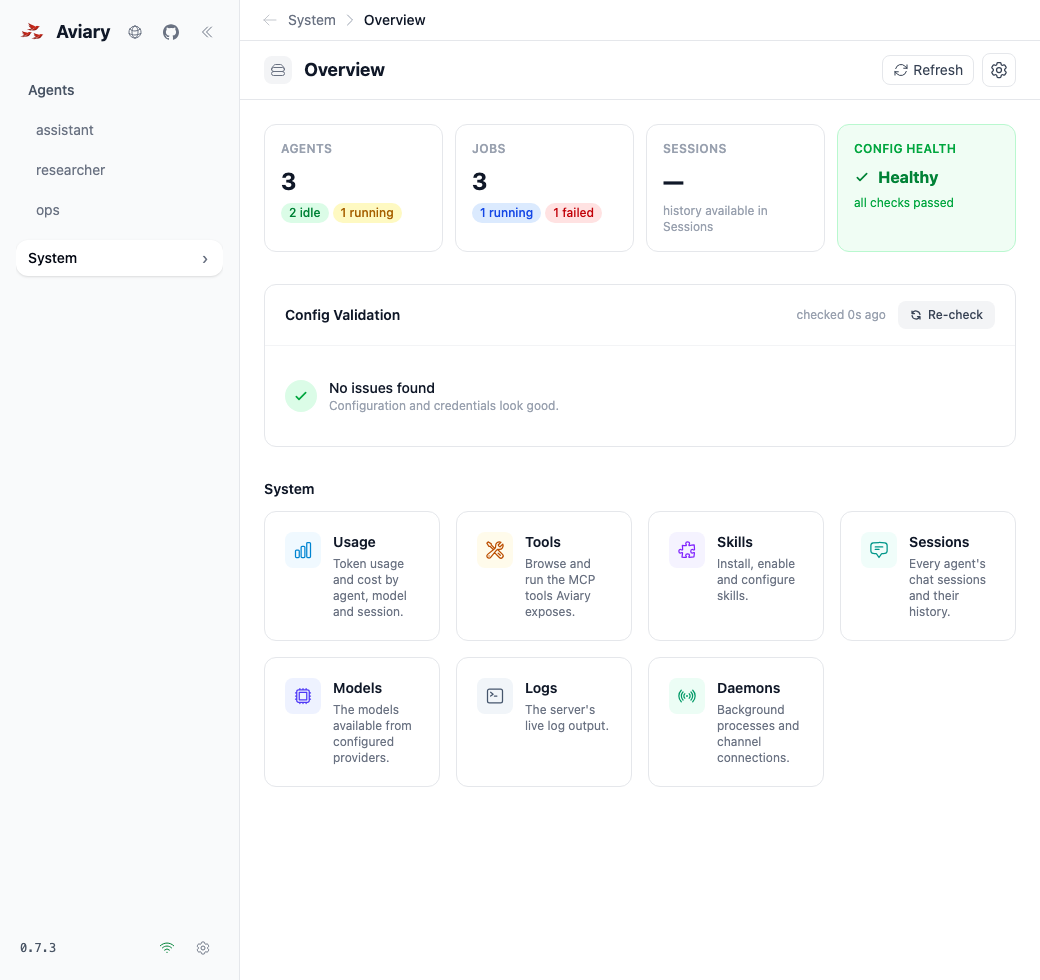 Aviary
Agents
assistant
researcher
ops
System
0.7.3
System
Overview
Overview
Refresh
AGENTS
3
2 idle
1 running
JOBS
3
1 running
1 failed
SESSIONS
—
history available in
Sessions
CONFIG HEALTH
Healthy
all checks passed
Config Validation
checked 0s ago
Re-check
No issues found
Configuration and credentials look good.
System
Usage
Token usage
and cost by
agent, model
and session.
Tools
Browse and
run the MCP
tools Aviary
exposes.
Skills
Install, enable
and configure
skills.
Sessions
Every agent's
chat sessions
and their
history.
Models
The models
available from
configured
providers.
Logs
The server's
live log output.
Daemons
Background
processes and
channel
connections.